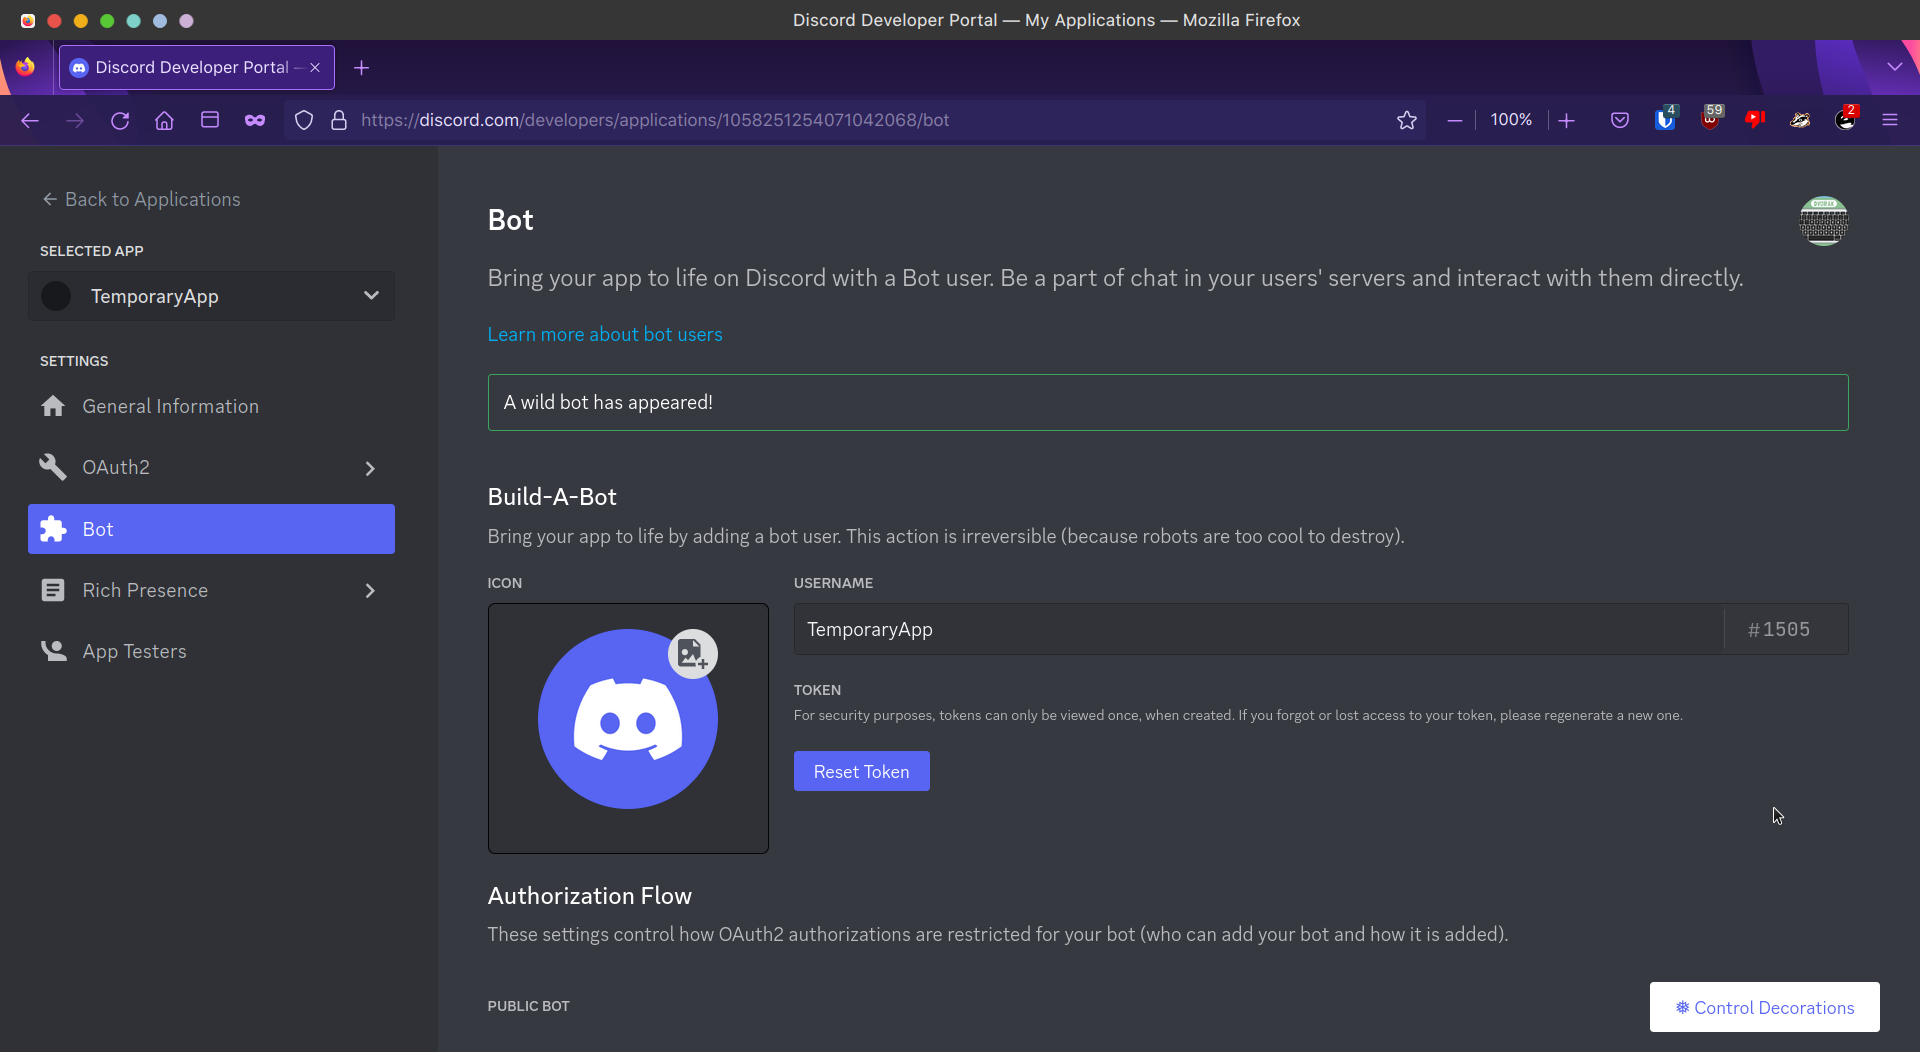 Discord Developer Portal — My Applications — Mozilla Firefox
Discord Developer Portal —
https://discord.com/developers/applications/1058251254071042068/bot
100%
4
59
2
Back to Applications
SELECTED APP
TemporaryApp
SETTINGS
General Information
OAuth2
Bot
Rich Presence
App Testers
Bot
DVORAK
Bring your app to life on Discord with a Bot user. Be a part of chat in your users' servers and interact with them directly.
Learn more about bot users
A wild bot has appeared!
Build-A-Bot
Bring your app to life by adding a bot user. This action is irreversible (because robots are too cool to destroy).
ICON
USERNAME
TemporaryApp
#1505
TOKEN
For security purposes, tokens can only be viewed once, when created. If you forgot or lost access to your token, please regenerate a new one.
Reset Token
Authorization Flow
These settings control how OAuth2 authorizations are restricted for your bot (who can add your bot and how it is added).
PUBLIC BOT
❅ Control Decorations